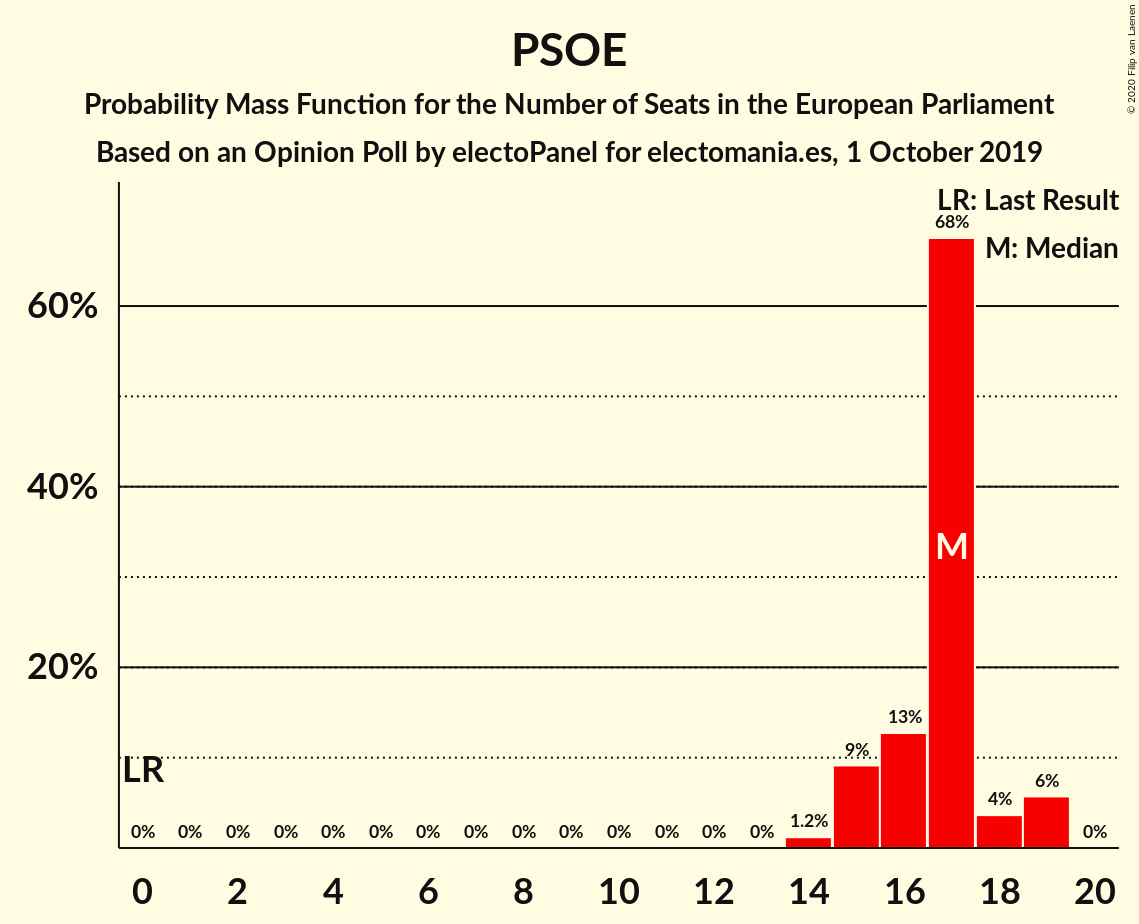 PSOE
Probability Mass Function for the Number of Seats in the European Parliament
Based on an Opinion Poll by electoPanel for electomania.es, 1 October 2019
© 2020 Filip van Laenen
LR: Last Result
M: Median
60%
40%
20%
LR
M
0% 0% 0% 0% 0% 0% 0% 0% 0% 0% 0% 0% 0% 0% 1.2% 9% 13% 68% 4% 6% 0%
0 2 4 6 8 10 12 14 16 18 20